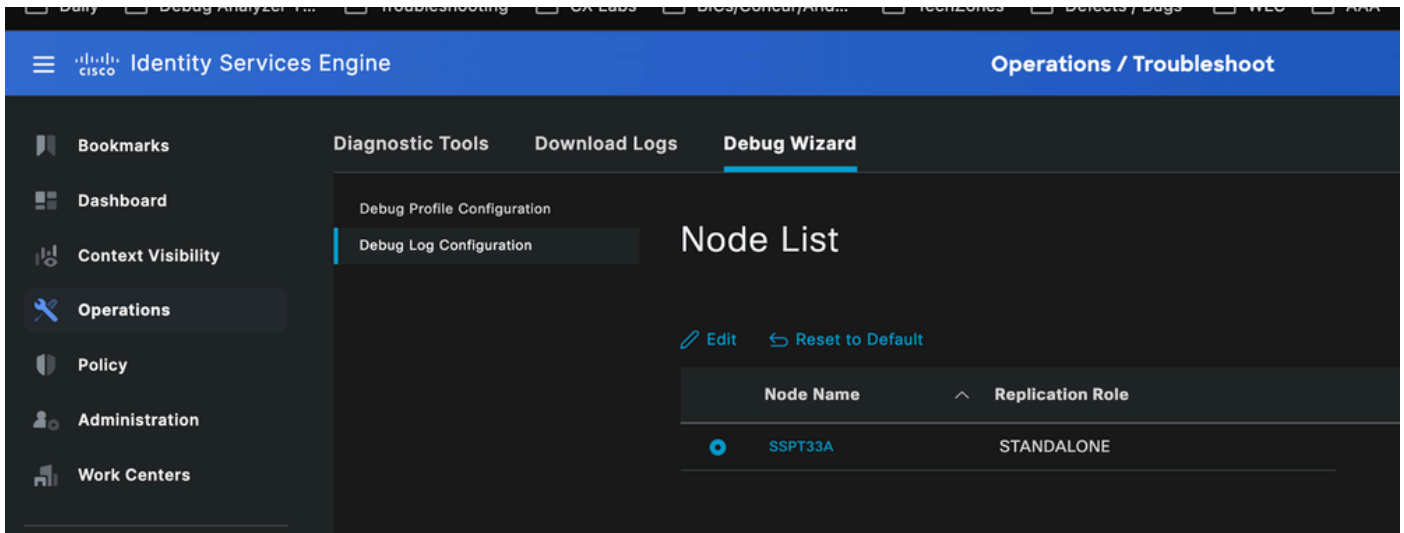 Identity Services Engine
Operations / Troubleshoot
CISCO
Bookmarks
Dashboard
Context Visibility
Operations
Policy
Administration
Work Centers
Diagnostic Tools
Download Logs
Debug Wizard
Debug Profile Configuration
Debug Log Configuration
Node List
Edit
Reset to Default
Node Name
Replication Role
SSPT33A
STANDALONE